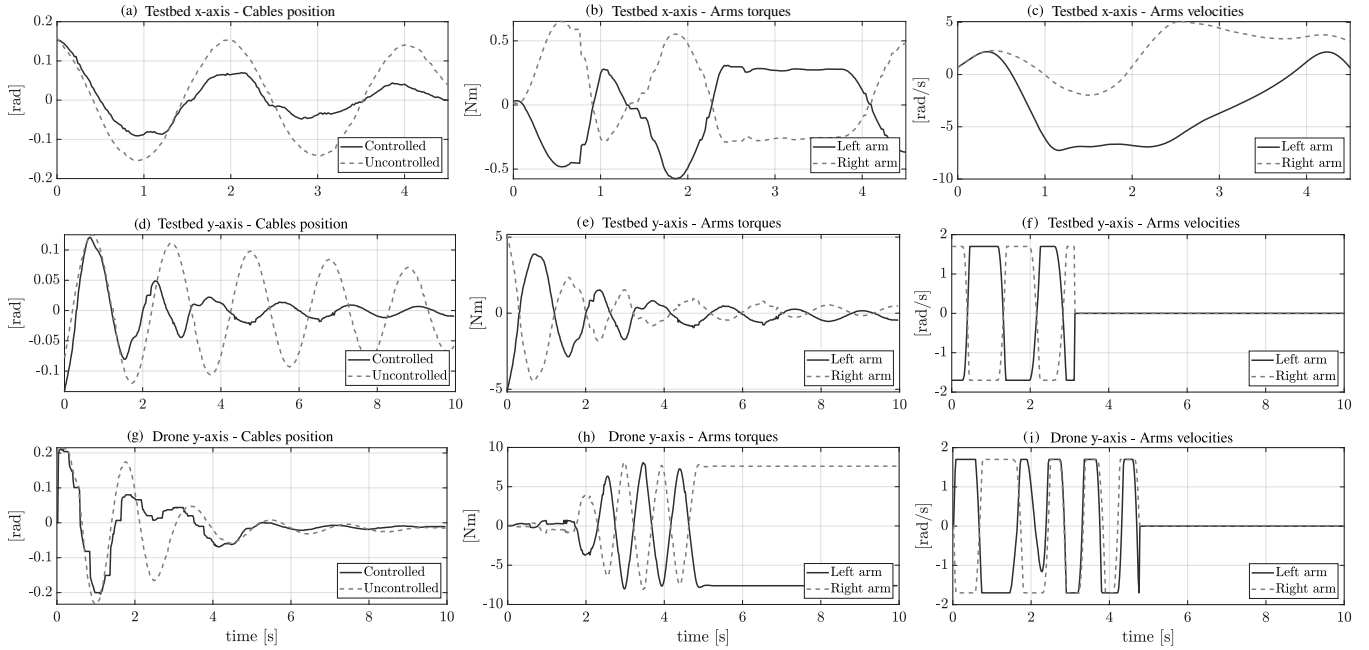 (a) Testbed x-axis - Cables position
0.2
0.1
0
-0.1
-0.2
[rad]
0 1 2 3 4
Controlled
Uncontrolled
(b) Testbed x-axis - Arms torques
0.5
0
0.5
[Nm]
0 1 2 3 4
Left arm
Right arm
(c) Testbed x-axis - Arms velocities
5
0
-5
-10
[rad/s]
0 1 2 3 4
Left arm
Right arm
(d) Testbed y-axis - Cables position
0.1
0.05
0
-0.05
-0.1
[rad]
0 2 4 6 8 10
Controlled
Uncontrolled
(e) Testbed y-axis - Arms torques
5
0
-5
[Nm]
0 2 4 6 8 10
Left arm
Right arm
(f) Testbed y-axis - Arms velocities
2
1
0
-1
-2
[rad/s]
0 2 4 6 8 10
Left arm
Right arm
(g) Drone y-axis - Cables position
0.2
0.1
0
-0.1
-0.2
[rad]
0 2 4 6 8 10
time [s]
Controlled
Uncontrolled
(h) Drone y-axis - Arms torques
10
5
0
-5
-10
[Nm]
0 2 4 6 8 10
time [s]
Left arm
Right arm
(i) Drone y-axis - Arms velocities
2
1
0
-1
-2
[rad/s]
0 2 4 6 8 10
time [s]
Left arm
Right arm